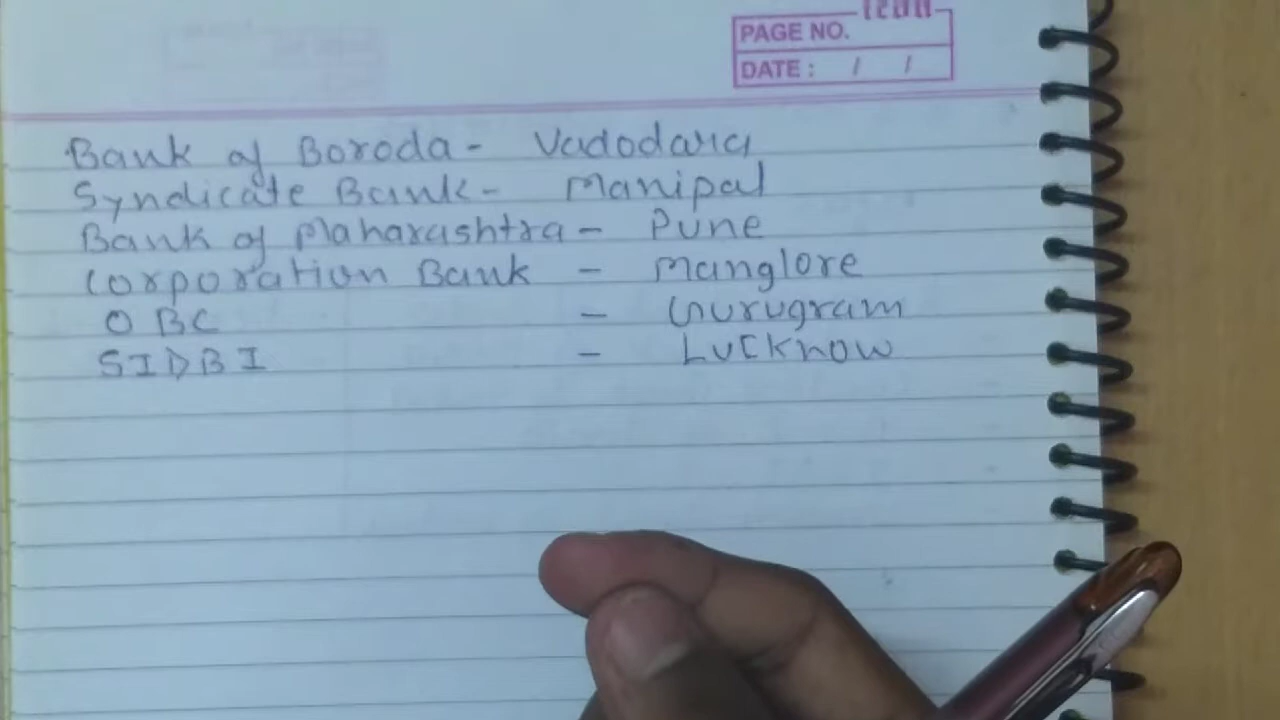 PAGE NO.
DATE : / /
Bank of Boroda - Vadodara
Syndicate Bank - Manipal
Bank of Maharashtra - Pune
Corporation Bank - Manglore
OBC - Gurugram
SIDBI - Lucknow